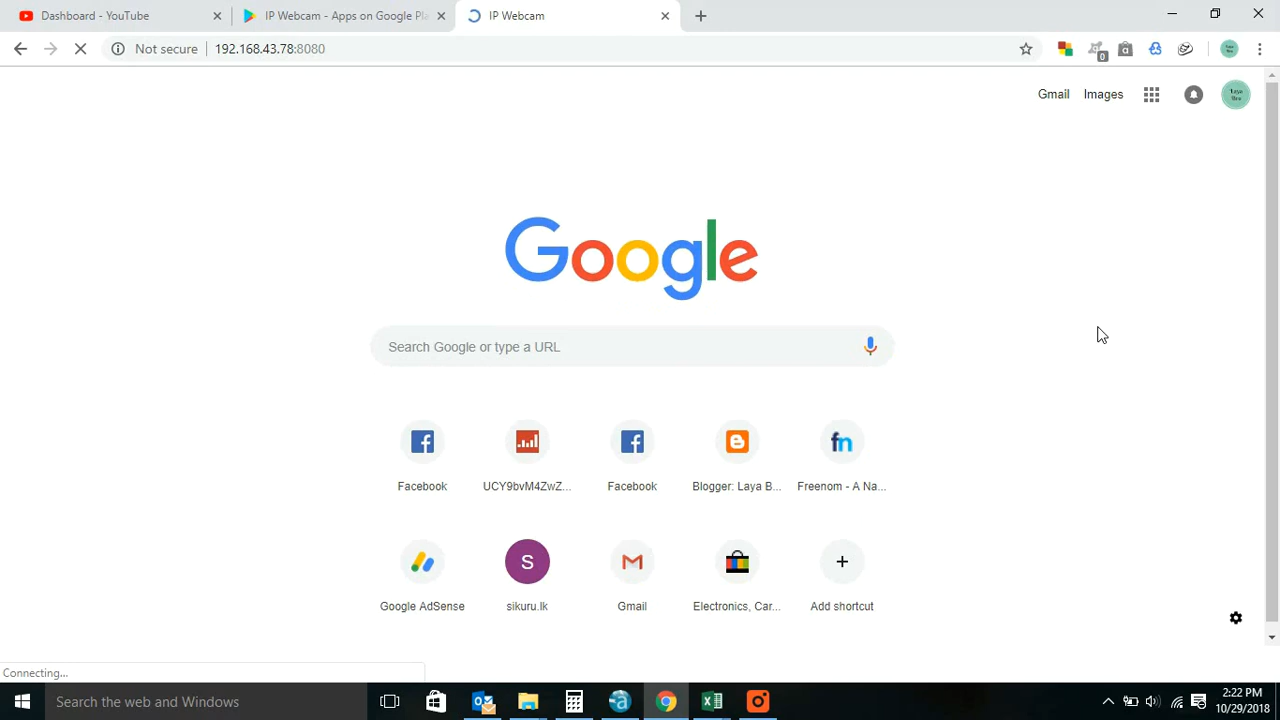 Dashboard - YouTube
IP Webcam - Apps on Google Pla
IP Webcam
Not secure
192.168.43.78:8080
0
Gmail
Images
Google
Search Google or type a URL
Facebook
UCY9bvM4ZwZ...
Facebook
Blogger: Laya B...
Freenom - A Na...
Google AdSense
S
sikuru.lk
Gmail
Electronics, Car...
Add shortcut
Connecting...
Search the web and Windows
2:22 PM
10/29/2018